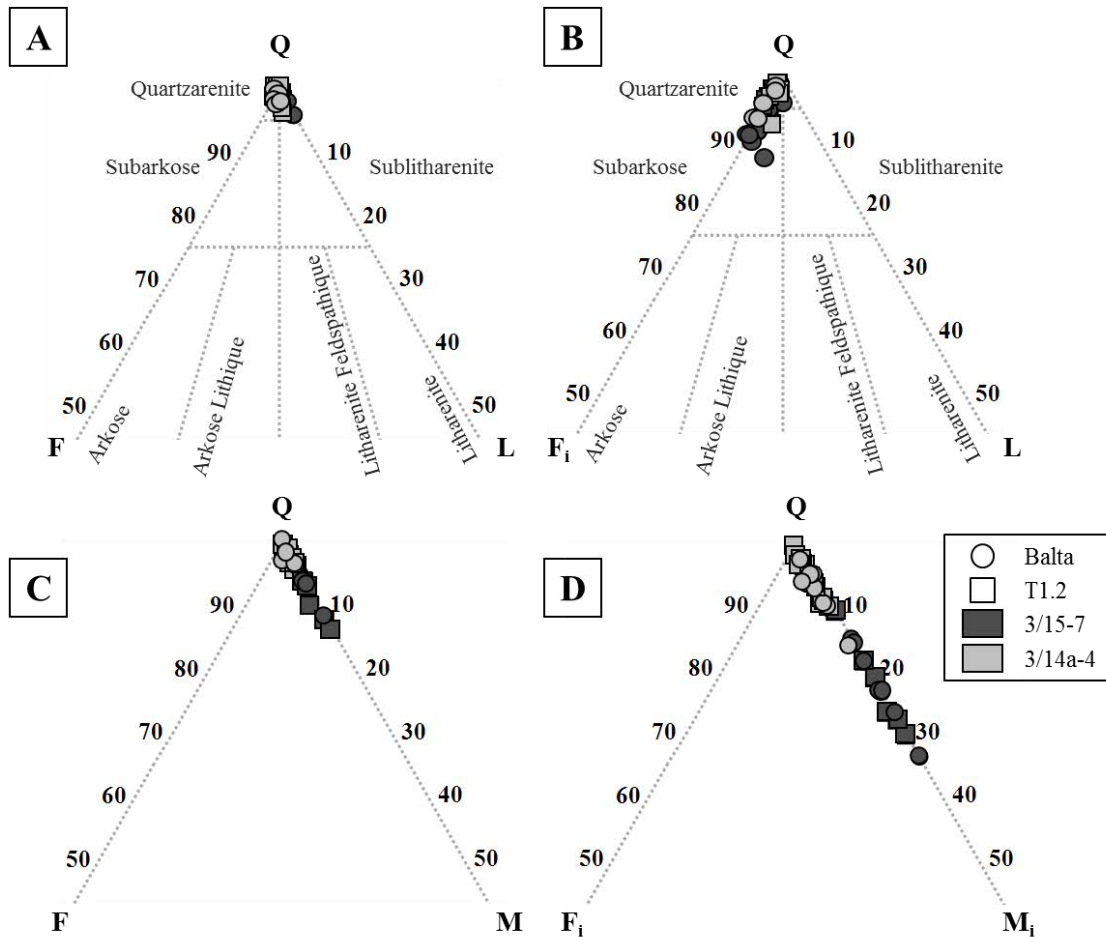 A
Q
Quartzarenite
90
10
Subarkose
Sublitharenite
80
20
70
30
60
40
50
50
Arkose
Arkose Lithique
Litharenite Feldspathique
Litharenite
F
L
B
Q
Quartzarenite
90
10
Subarkose
Sublitharenite
80
20
70
30
60
40
50
50
Arkose
Arkose Lithique
Litharenite Feldspathique
Litharenite
Fi
L
C
Q
90
10
80
20
70
30
60
40
50
50
F
M
D
Q
90
10
80
20
70
30
60
40
50
50
Fi
Mi
Balta
T1.2
3/15-7
3/14a-4